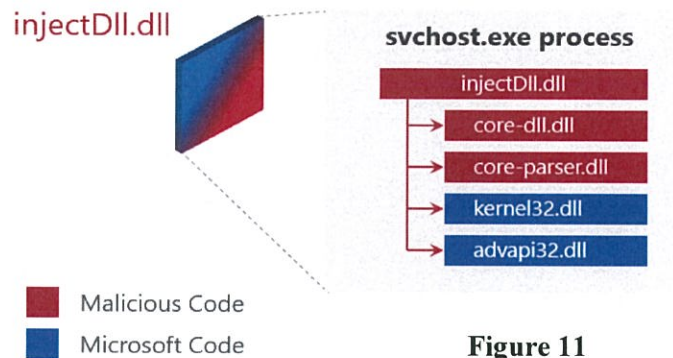 injectDll.dll
svchost.exe process
injectDll.dll
core-dll.dll
core-parser.dll
kernel32.dll
advapi32.dll
Malicious Code
Microsoft Code
Figure 11